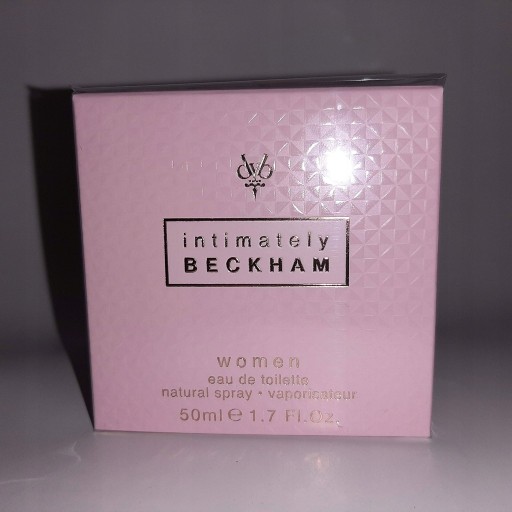 intimately
BECKHAM
women
eau de toilette
natural spray • vaporisateur
50ml e 1.7 Fl.Oz.